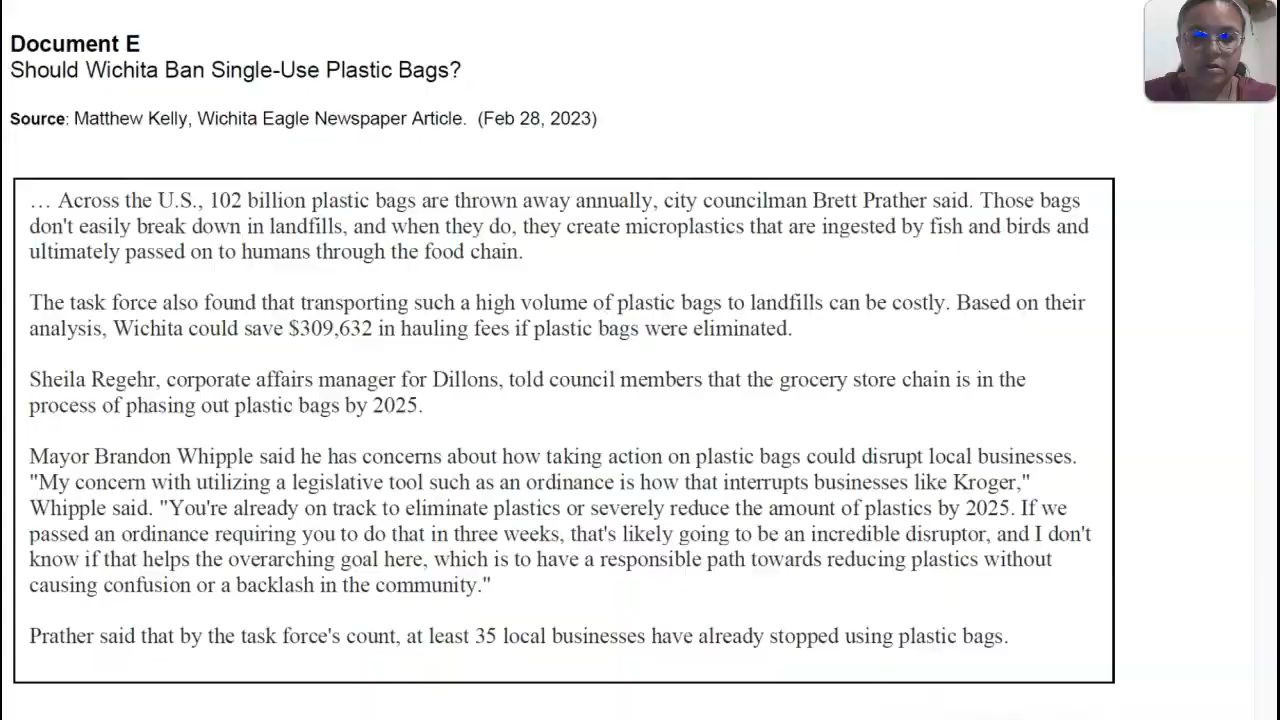 Document E
Should Wichita Ban Single-Use Plastic Bags?
Source: Matthew Kelly, Wichita Eagle Newspaper Article.  (Feb 28, 2023)
… Across the U.S., 102 billion plastic bags are thrown away annually, city councilman Brett Prather said. Those bags
don't easily break down in landfills, and when they do, they create microplastics that are ingested by fish and birds and
ultimately passed on to humans through the food chain.
The task force also found that transporting such a high volume of plastic bags to landfills can be costly. Based on their
analysis, Wichita could save $309,632 in hauling fees if plastic bags were eliminated.
Sheila Regehr, corporate affairs manager for Dillons, told council members that the grocery store chain is in the
process of phasing out plastic bags by 2025.
Mayor Brandon Whipple said he has concerns about how taking action on plastic bags could disrupt local businesses.
"My concern with utilizing a legislative tool such as an ordinance is how that interrupts businesses like Kroger,"
Whipple said. "You're already on track to eliminate plastics or severely reduce the amount of plastics by 2025. If we
passed an ordinance requiring you to do that in three weeks, that's likely going to be an incredible disruptor, and I don't
know if that helps the overarching goal here, which is to have a responsible path towards reducing plastics without
causing confusion or a backlash in the community."
Prather said that by the task force's count, at least 35 local businesses have already stopped using plastic bags.